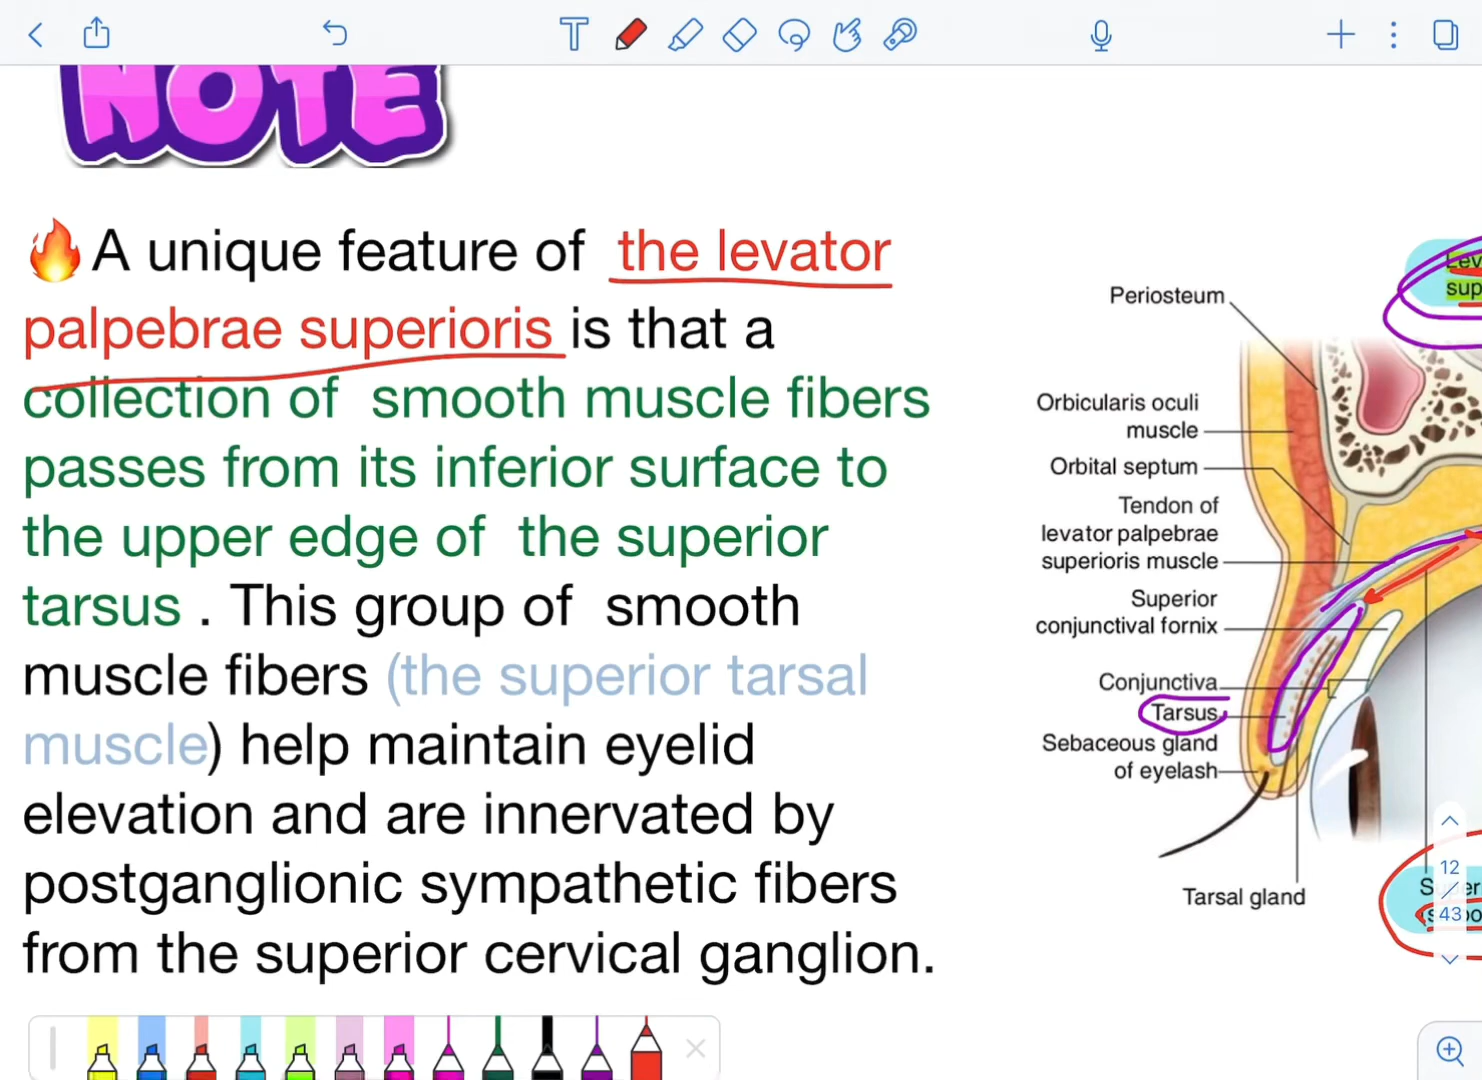 NOTE
A unique feature of the levator
palpebrae superioris is that a
collection of smooth muscle fibers
passes from its inferior surface to
the upper edge of the superior
tarsus . This group of smooth
muscle fibers (the superior tarsal
muscle) help maintain eyelid
elevation and are innervated by
postganglionic sympathetic fibers
from the superior cervical ganglion.
Periosteum
Orbicularis oculi
muscle
Orbital septum
Tendon of
levator palpebrae
superioris muscle
Superior
conjunctival fornix
Conjunctiva
Tarsus
Sebaceous gland
of eyelash
Tarsal gland
Lev
sup
12
43